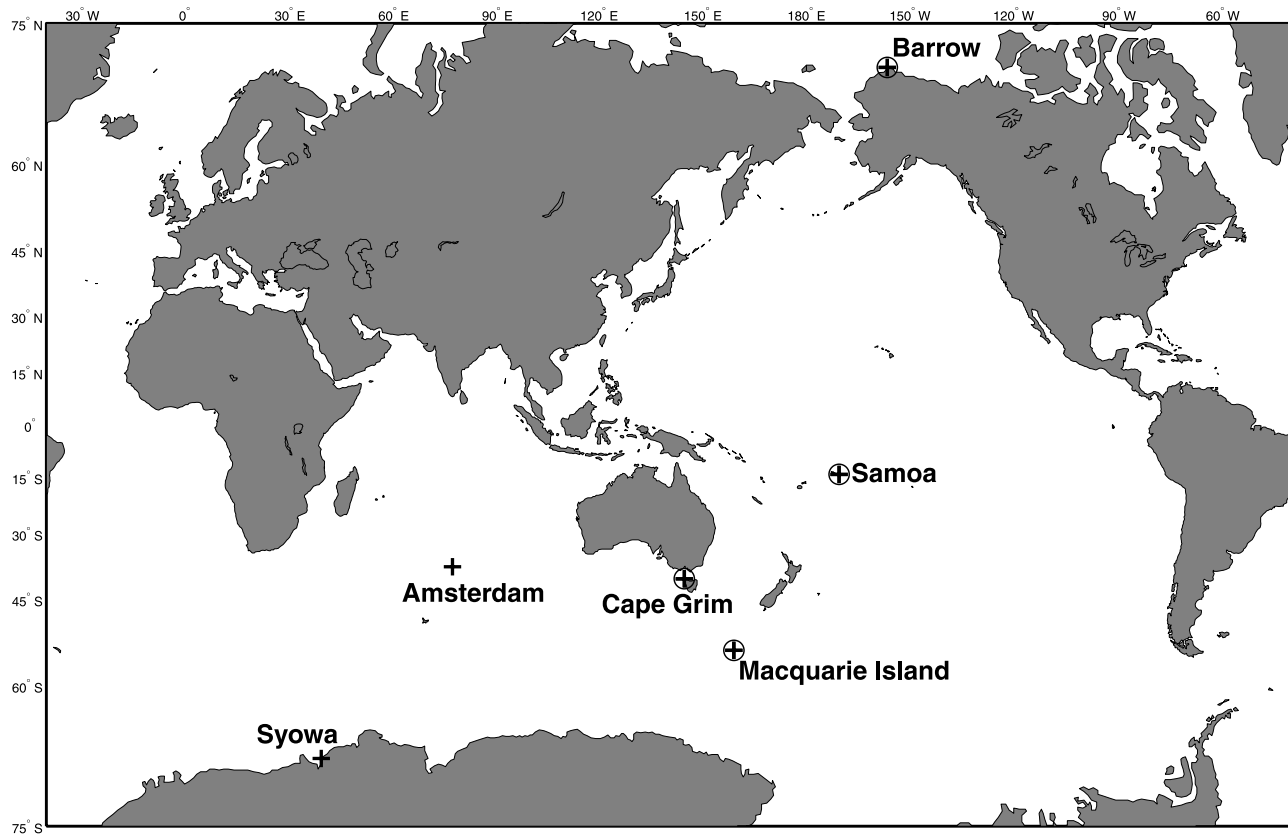 30° W 0° 30° E 60° E 90° E 120° E 150° E 180° E 150° W 120° W 90° W 60° W
75° N
Barrow
60° N
45° N
30° N
15° N
0°
15° S
Samoa
30° S
Amsterdam
45° S
Cape Grim
Macquarie Island
60° S
Syowa
75° S